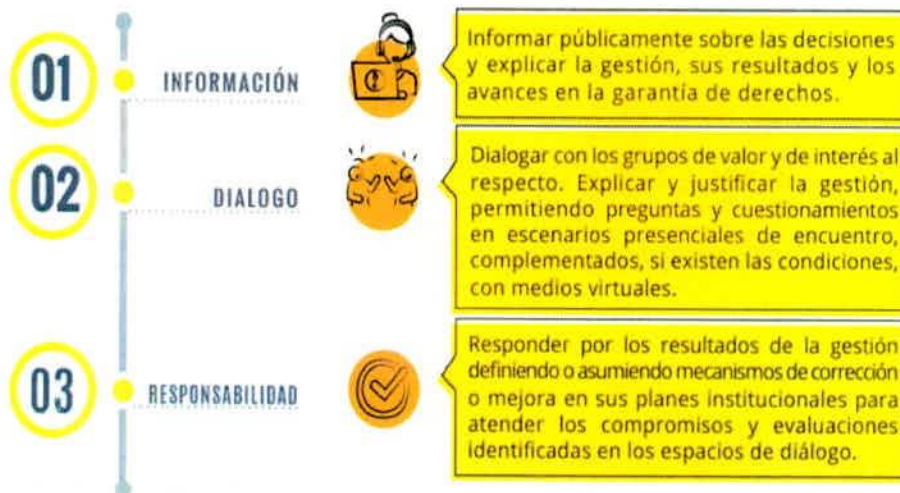 01
INFORMACIÓN
Informar públicamente sobre las decisiones
y explicar la gestión, sus resultados y los
avances en la garantía de derechos.
02
DIALOGO
Dialogar con los grupos de valor y de interés al
respecto. Explicar y justificar la gestión,
permitiendo preguntas y cuestionamientos
en escenarios presenciales de encuentro,
complementados, si existen las condiciones,
con medios virtuales.
03
RESPONSABILIDAD
Responder por los resultados de la gestión
definiendo o asumiendo mecanismos de corrección
o mejora en sus planes institucionales para
atender los compromisos y evaluaciones
identificadas en los espacios de diálogo.